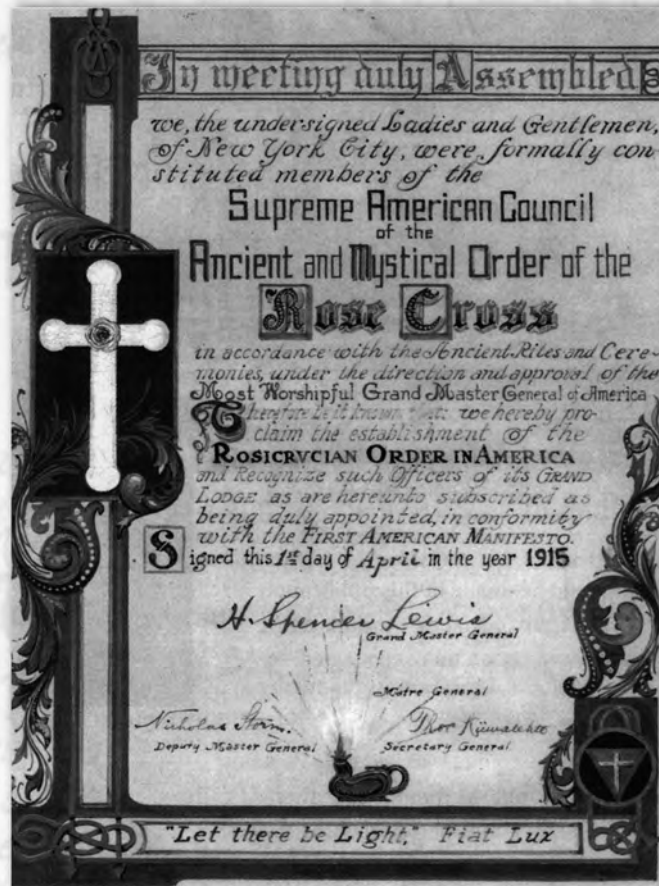 In meeting duly Assembled
we, the undersigned Ladies and Gentlemen,
of New York City, were formally con-
stituted members of the
Supreme American Council
of the
Ancient and Mystical Order of the
Rose Cross
in accordance with the Ancient Rites and Cere-
monies, under the direction and approval of the
Most Worshipful Grand Master General of America
Therefore be it known that: we hereby pro-
claim the establishment of the
ROSICRVCIAN ORDER IN AMERICA
and Recognize such Officers of its GRAND
LODGE as are hereunto subscribed as
being duly appointed, in conformity
with the FIRST AMERICAN MANIFESTO.
Signed this 1st day of April in the year 1915
H. Spencer Lewis
Grand Master General
Matre General
Nicholas Storm. Thor Kiimalehto
Deputy Master General Secretary General
"Let there be Light," Fiat Lux